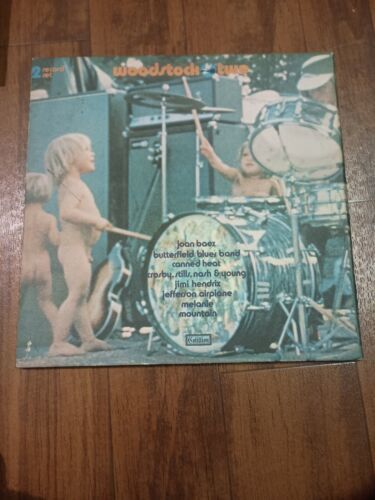 2 record set
woodstock two
joan baez
butterfield blues band
canned heat
crosby, stills, nash & young
jimi hendrix
jefferson airplane
melanie
mountain
Cotillion